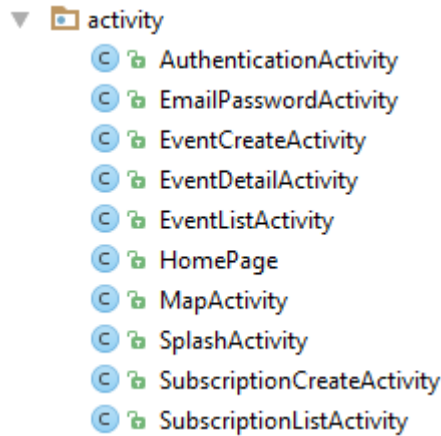 activity
C AuthenticationActivity
C EmailPasswordActivity
C EventCreateActivity
C EventDetailActivity
C EventListActivity
C HomePage
C MapActivity
C SplashActivity
C SubscriptionCreateActivity
C SubscriptionListActivity